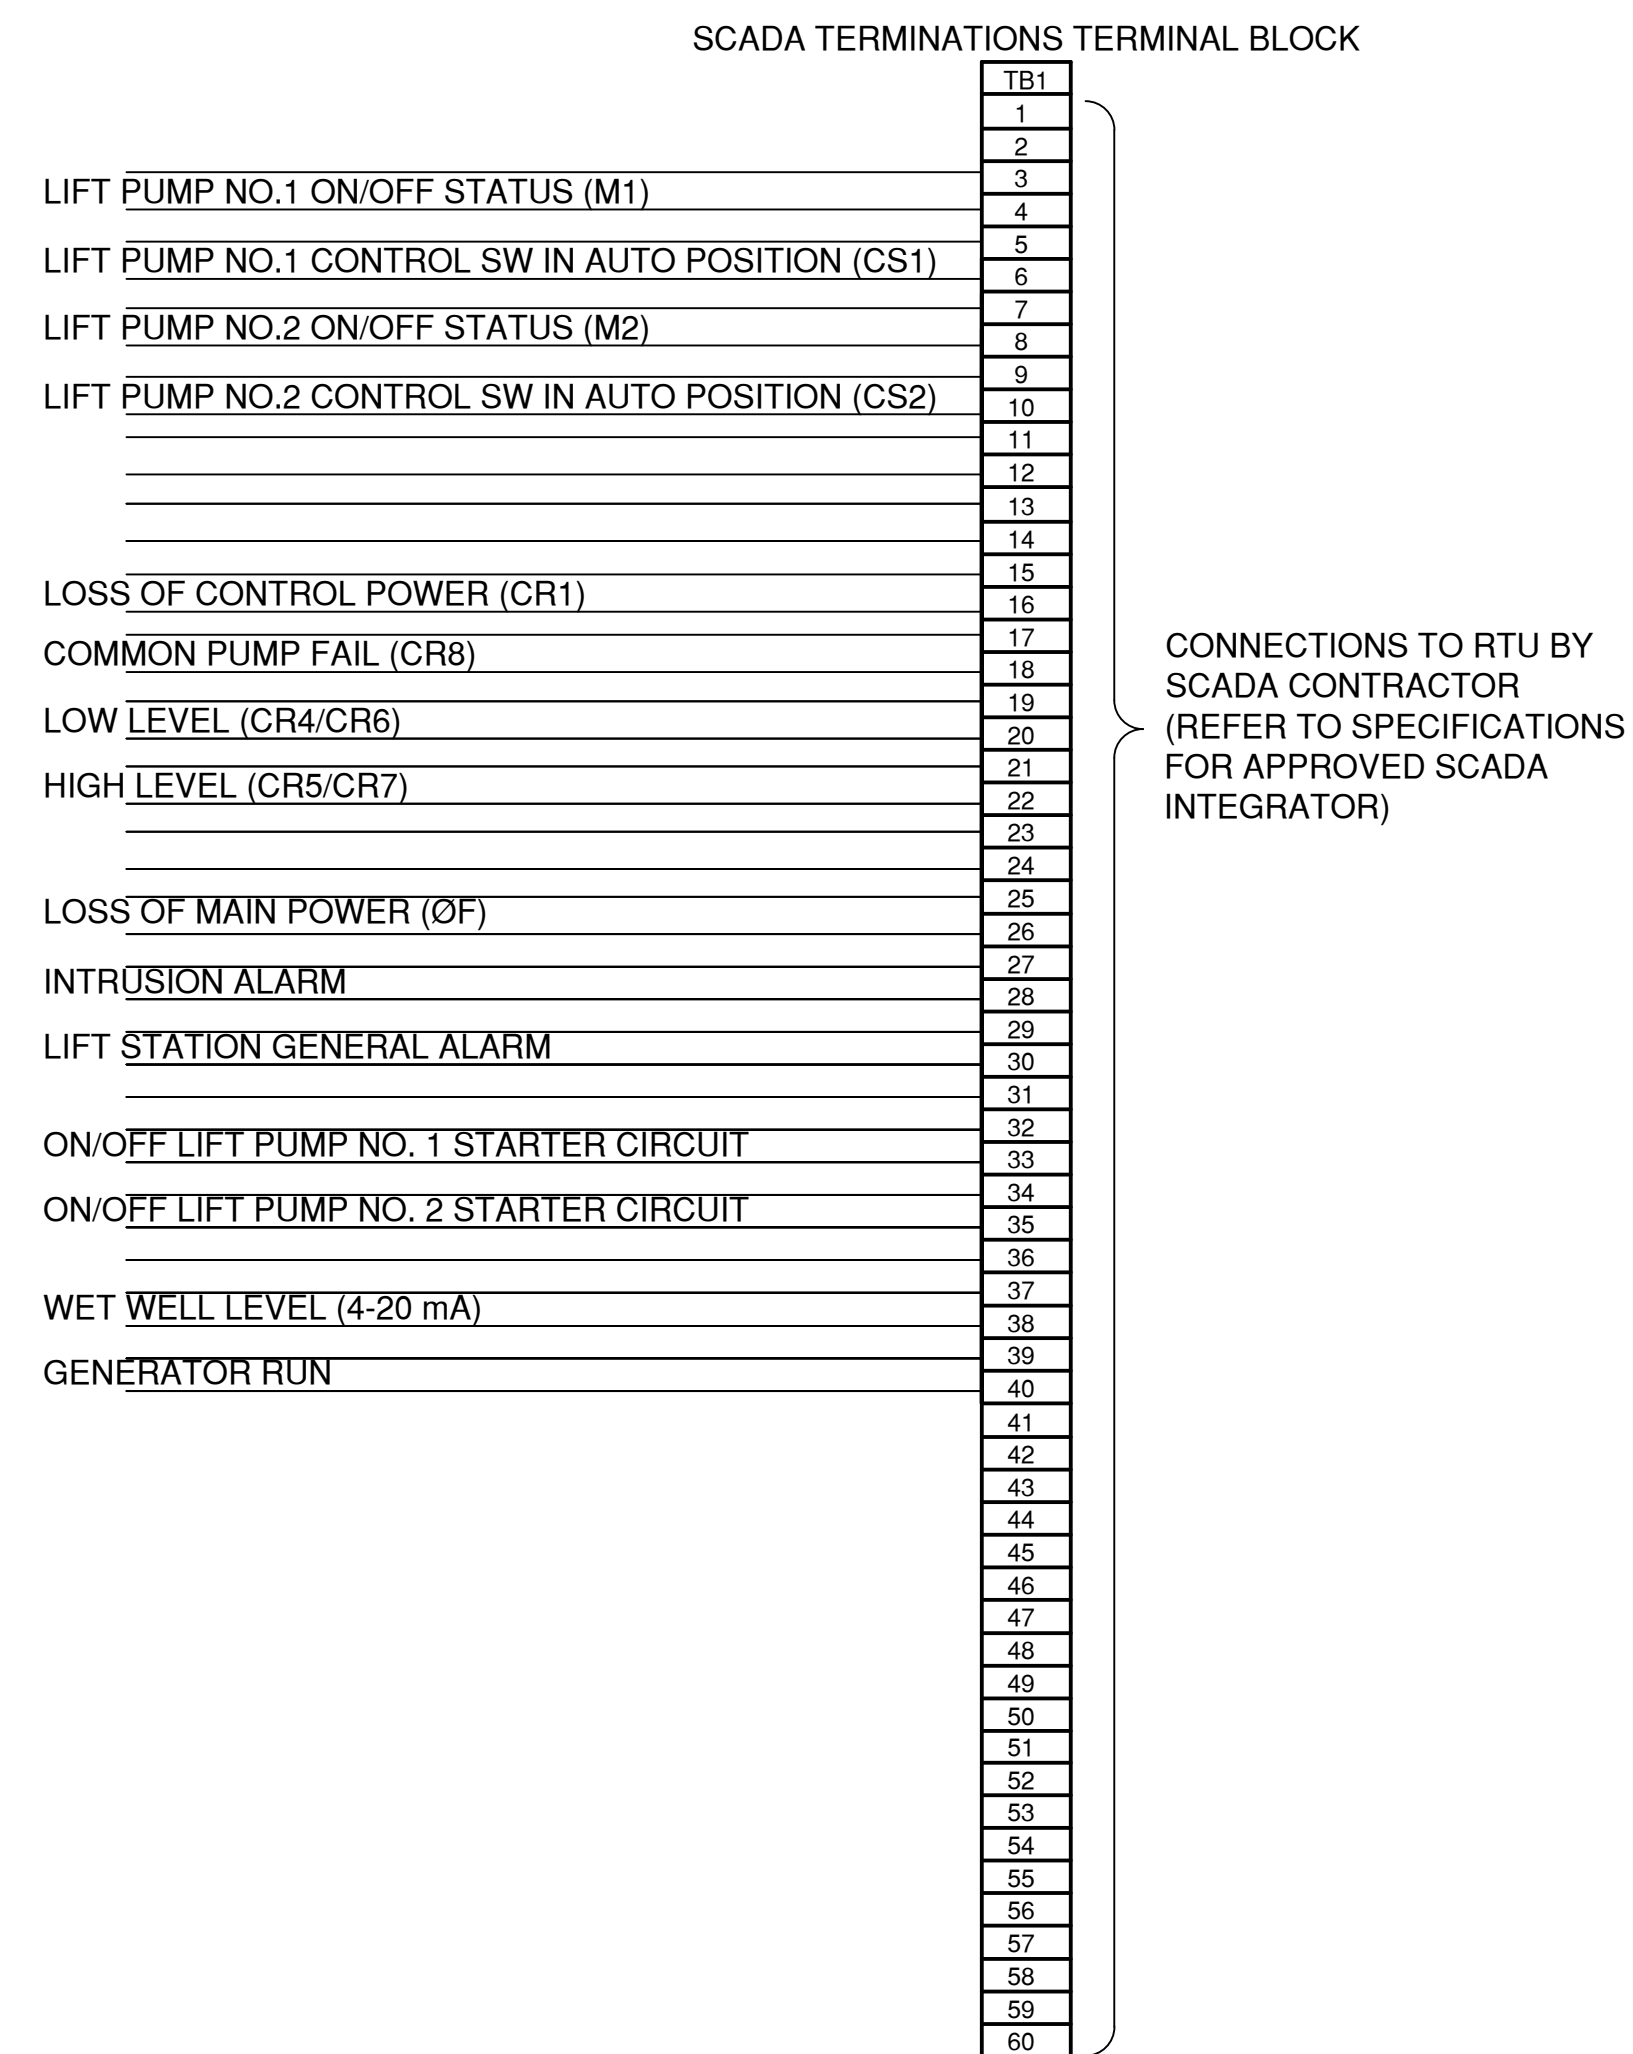 SCADA TERMINATIONS TERMINAL BLOCK
TB1
1
2
3
LIFT PUMP NO.1 ON/OFF STATUS (M1)
4
5
LIFT PUMP NO.1 CONTROL SW IN AUTO POSITION (CS1)
6
7
LIFT PUMP NO.2 ON/OFF STATUS (M2)
8
9
LIFT PUMP NO.2 CONTROL SW IN AUTO POSITION (CS2)
10
11
12
13
14
15
LOSS OF CONTROL POWER (CR1)
16
17
COMMON PUMP FAIL (CR8)
18
19
LOW LEVEL (CR4/CR6)
20
21
HIGH LEVEL (CR5/CR7)
22
23
24
25
LOSS OF MAIN POWER (ØF)
26
27
INTRUSION ALARM
28
29
LIFT STATION GENERAL ALARM
30
31
32
ON/OFF LIFT PUMP NO. 1 STARTER CIRCUIT
33
34
ON/OFF LIFT PUMP NO. 2 STARTER CIRCUIT
35
36
37
WET WELL LEVEL (4-20 mA)
38
39
GENERATOR RUN
40
41
42
43
44
45
46
47
48
49
50
51
52
53
54
55
56
57
58
59
60
CONNECTIONS TO RTU BY
SCADA CONTRACTOR
(REFER TO SPECIFICATIONS
FOR APPROVED SCADA
INTEGRATOR)